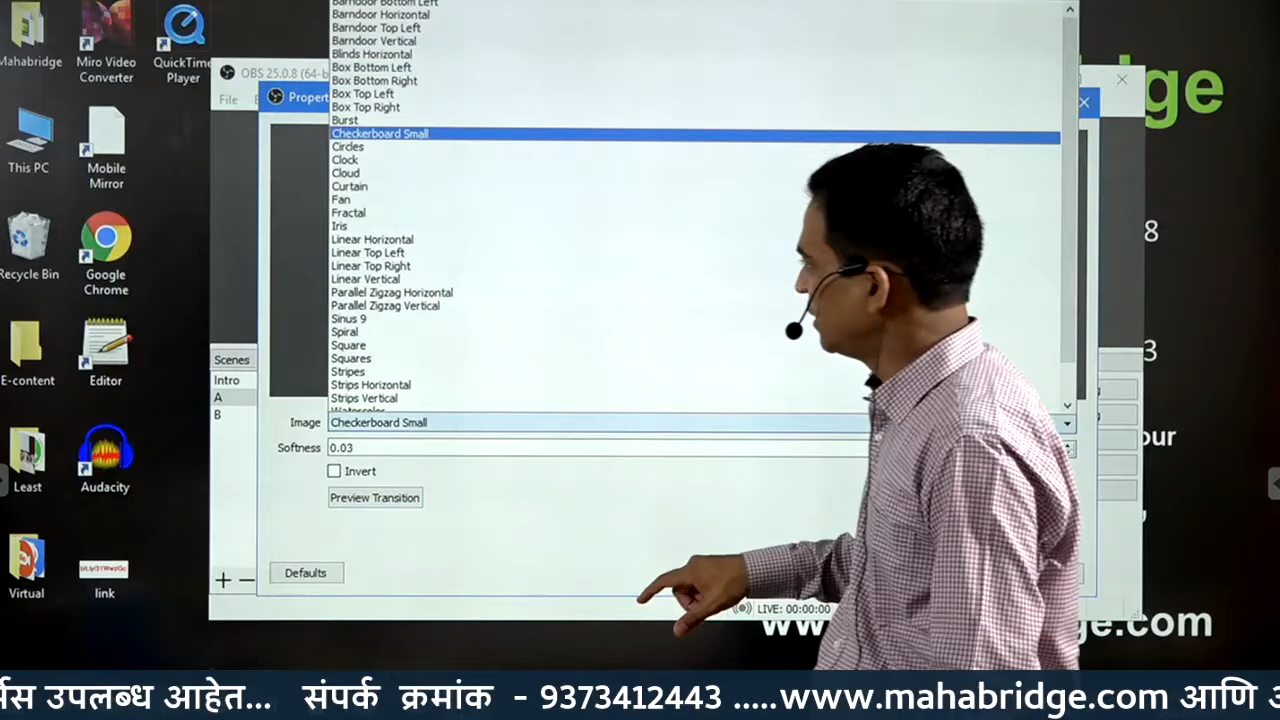 Mahabridge
Miro Video
Converter
QuickTime
Player
This PC
Mobile
Mirror
Recycle Bin
Google
Chrome
E-content
Editor
Least
Audacity
Virtual
link
OBS 25.0.8 (64-b
File
Propert
Barndoor Bottom Left
Barndoor Horizontal
Barndoor Top Left
Barndoor Vertical
Blinds Horizontal
Box Bottom Left
Box Bottom Right
Box Top Left
Box Top Right
Burst
Checkerboard Small
Circles
Clock
Cloud
Curtain
Fan
Fractal
Iris
Linear Horizontal
Linear Top Left
Linear Top Right
Linear Vertical
Parallel Zigzag Horizontal
Parallel Zigzag Vertical
Sinus 9
Spiral
Square
Squares
Stripes
Strips Horizontal
Strips Vertical
Scenes
Intro
A
B
Image Checkerboard Small
Softness 0.03
Invert
Preview Transition
Defaults
LIVE: 00:00:00
dge
8
3
our
ww
ge.com
उपलब्ध आहेत... संपर्क क्रमांक - 9373412443 .....www.mahabridge.com आणि